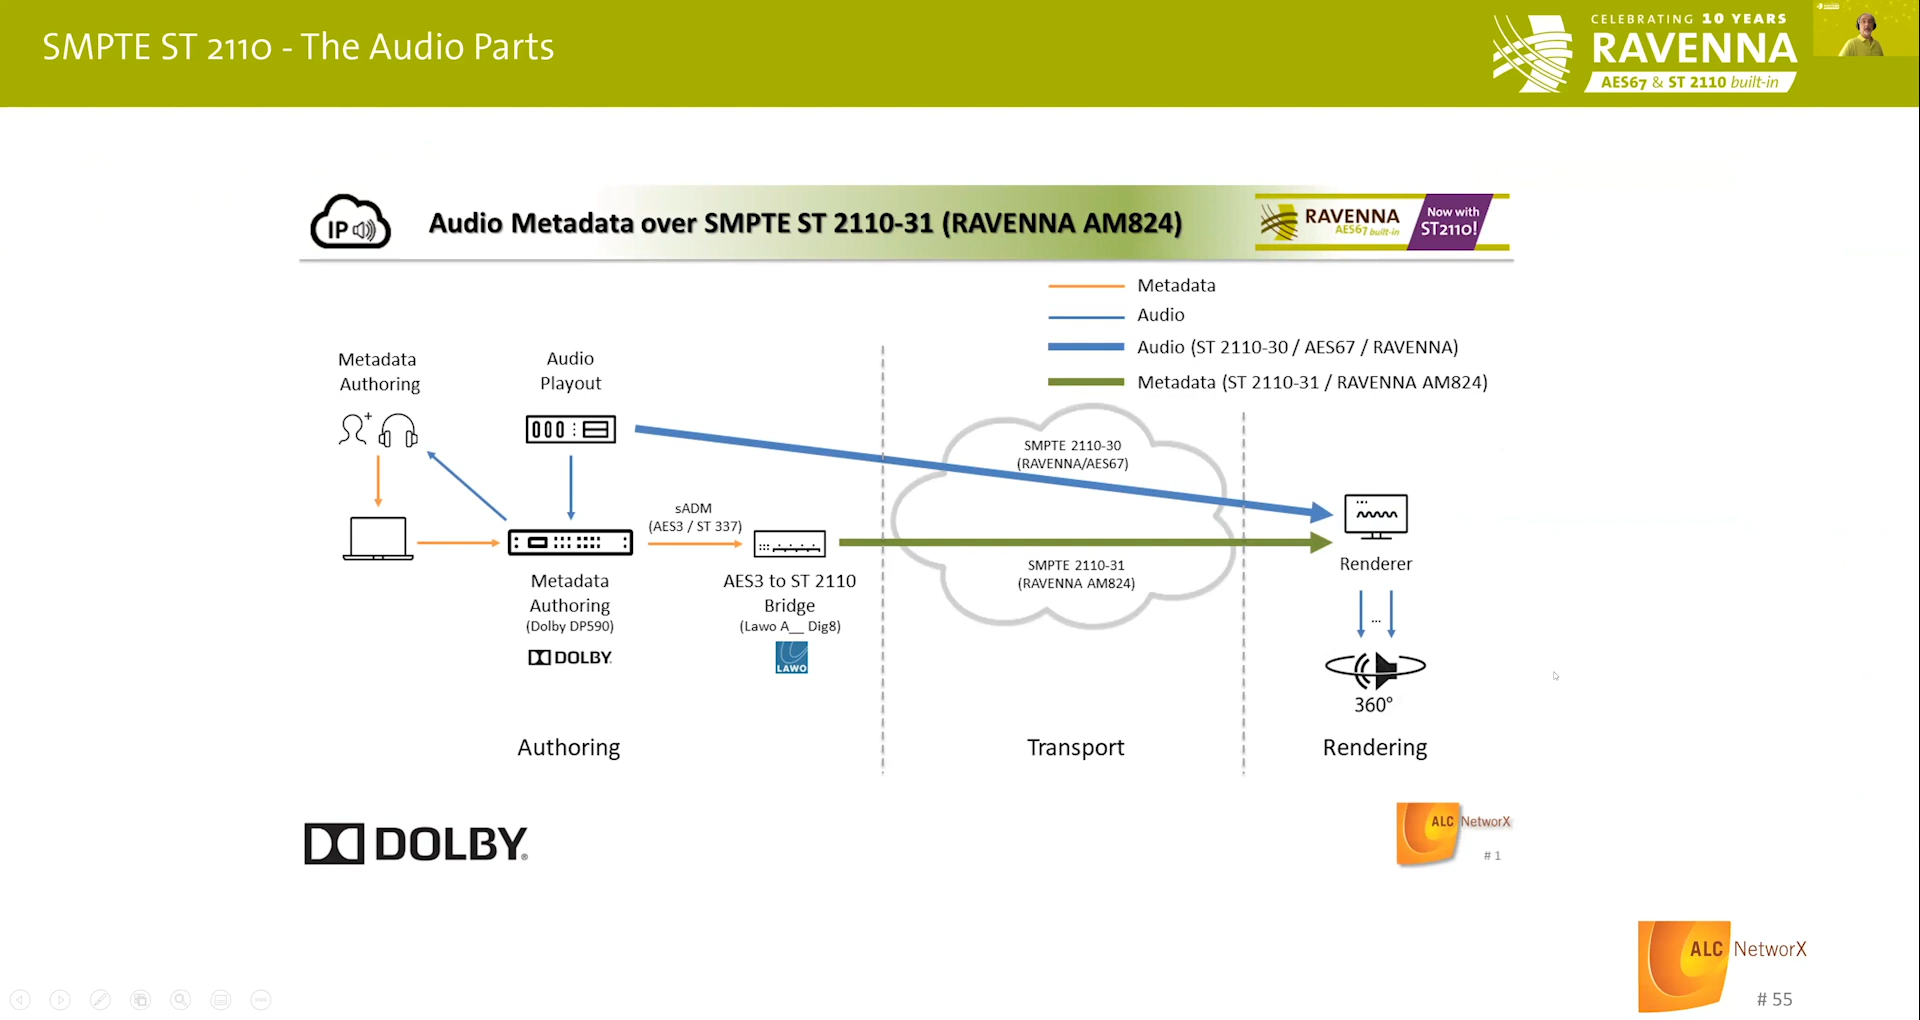 SMPTE ST 2110 - The Audio Parts
CELEBRATING 10 YEARS
RAVENNA
AES67 & ST 2110 built-in
IP
Audio Metadata over SMPTE ST 2110-31 (RAVENNA AM824)
RAVENNA
AES67 built-in
Now with
ST2110!
Metadata
Audio
Audio (ST 2110-30 / AES67 / RAVENNA)
Metadata (ST 2110-31 / RAVENNA AM824)
Metadata
Authoring
Audio
Playout
SMPTE 2110-30
(RAVENNA/AES67)
sADM
(AES3 / ST 337)
SMPTE 2110-31
(RAVENNA AM824)
Renderer
Metadata
Authoring
(Dolby DP590)
DOLBY
AES3 to ST 2110
Bridge
(Lawo A__ Dig8)
LAWO
...
360°
Authoring
Transport
Rendering
DOLBY®
ALC NetworX
# 1
ALC NetworX
# 55